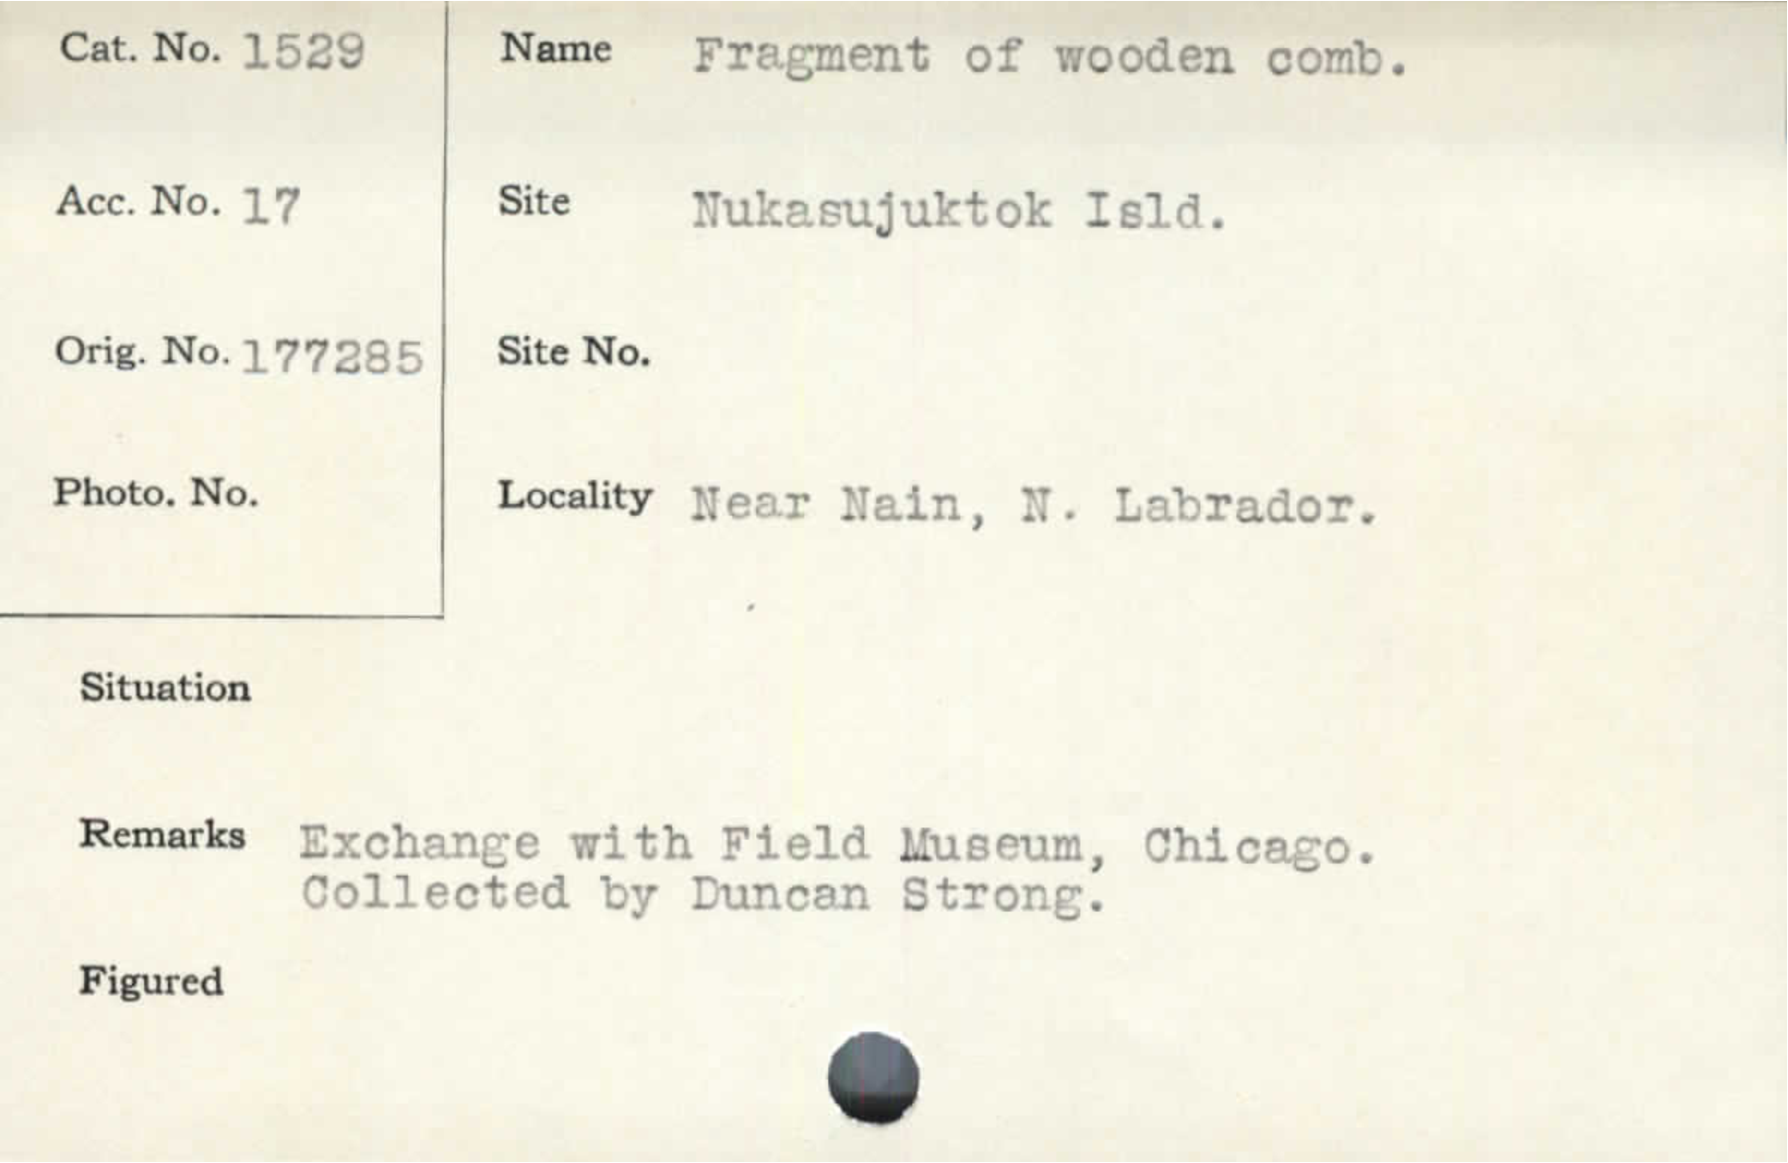 Cat. No. 1529
Name Fragment of wooden comb.
Acc. No. 17
Site Nukasujuktok Isld.
Orig. No. 177285
Site No.
Photo. No.
Locality Near Nain, N. Labrador.
Situation
Remarks Exchange with Field Museum, Chicago.
Collected by Duncan Strong.
Figured